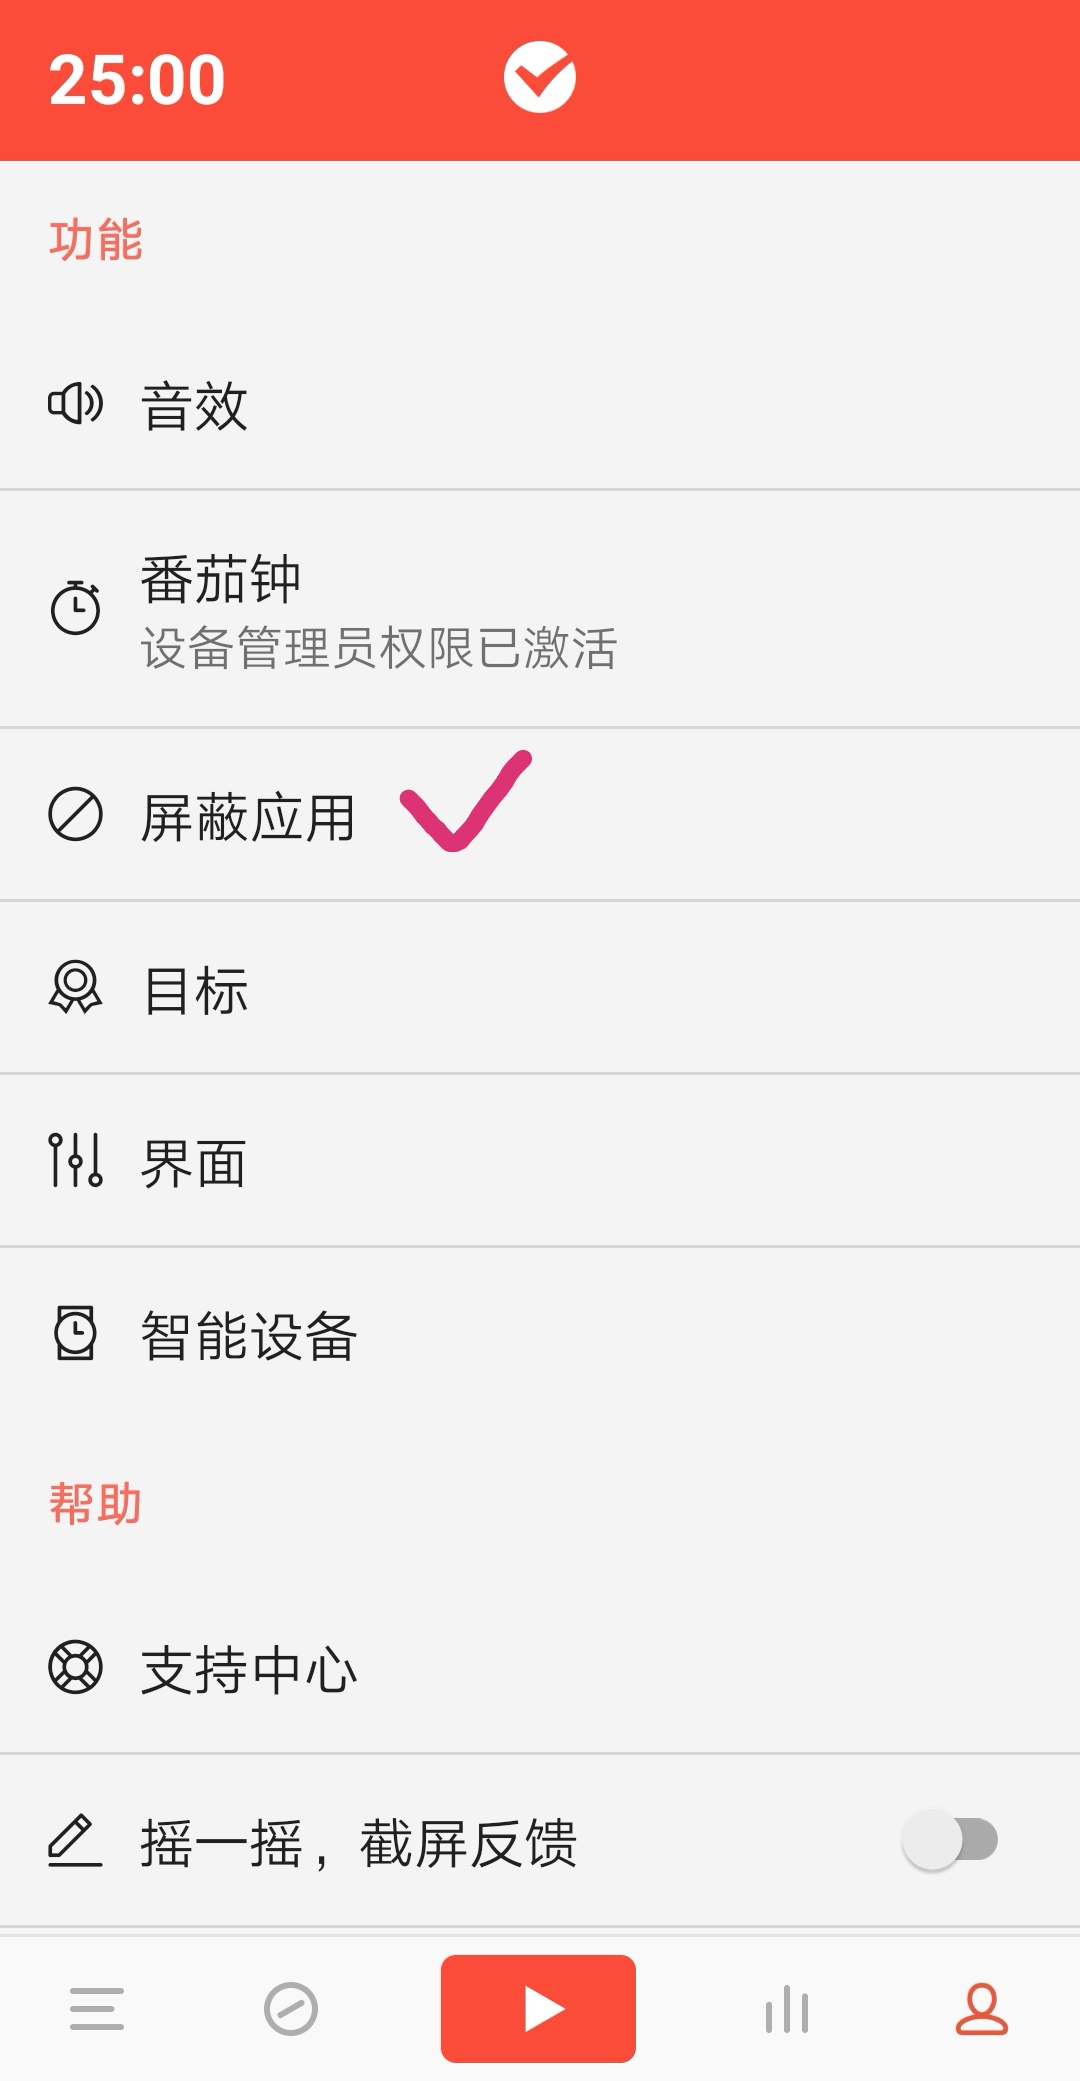 25:00
功能
音效
番茄钟
设备管理员权限已激活
屏蔽应用
目标
界面
智能设备
帮助
支持中心
摇一摇，截屏反馈